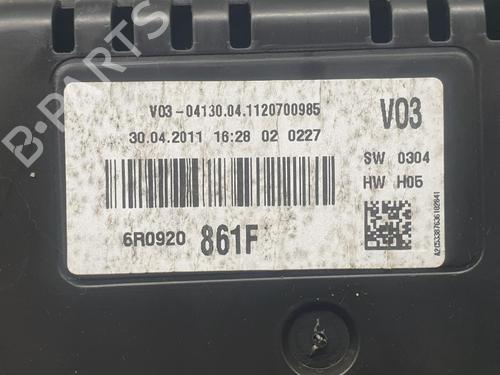 V03-04130.04.1120700985
30.04.2011 16:28 02 0227
V03
SW 0304
HW H05
6R0920 861F
B-PARTS